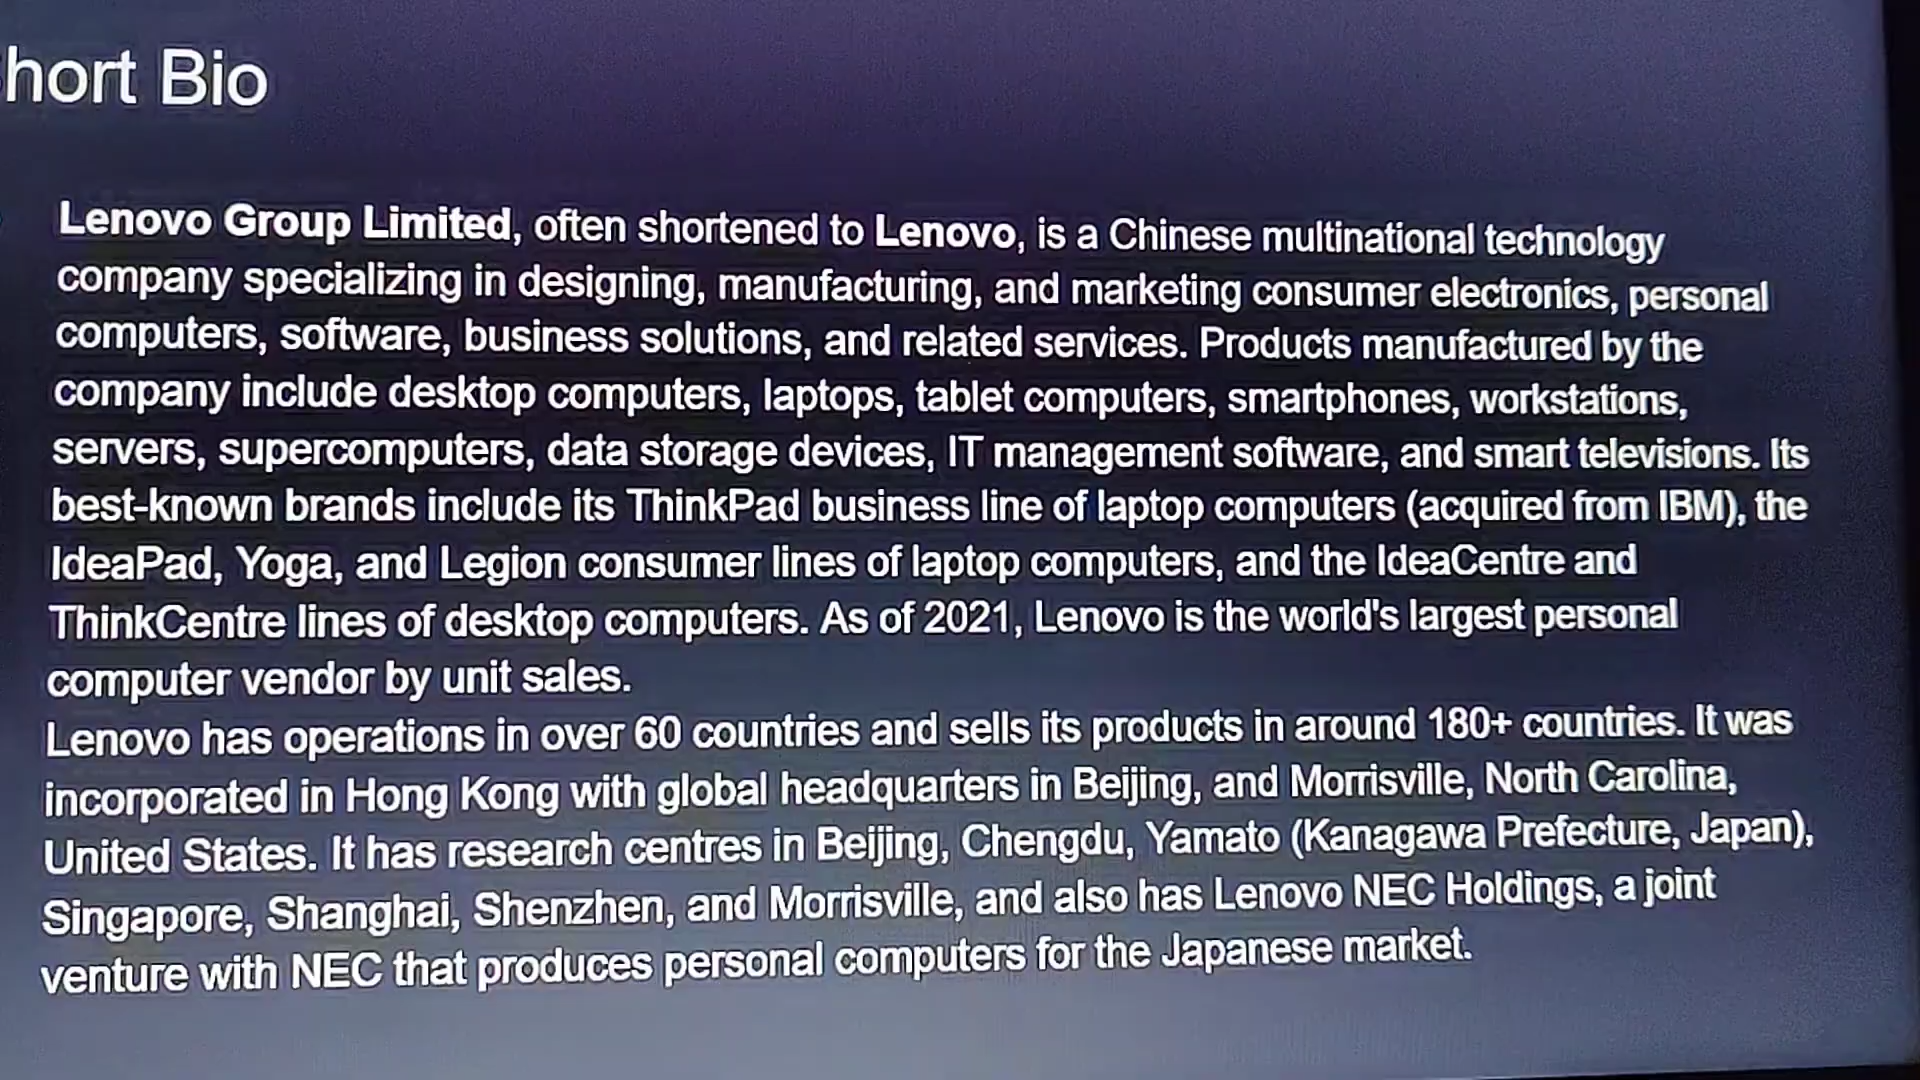 hort Bio
Lenovo Group Limited, often shortened to Lenovo, is a Chinese multinational technology
company specializing in designing, manufacturing, and marketing consumer electronics, personal
computers, software, business solutions, and related services. Products manufactured by the
company include desktop computers, laptops, tablet computers, smartphones, workstations,
servers, supercomputers, data storage devices, IT management software, and smart televisions. Its
best-known brands include its ThinkPad business line of laptop computers (acquired from IBM), the
IdeaPad, Yoga, and Legion consumer lines of laptop computers, and the IdeaCentre and
ThinkCentre lines of desktop computers. As of 2021, Lenovo is the world's largest personal
computer vendor by unit sales.
Lenovo has operations in over 60 countries and sells its products in around 180+ countries. It was
incorporated in Hong Kong with global headquarters in Beijing, and Morrisville, North Carolina,
United States. It has research centres in Beijing, Chengdu, Yamato (Kanagawa Prefecture, Japan),
Singapore, Shanghai, Shenzhen, and Morrisville, and also has Lenovo NEC Holdings, a joint
venture with NEC that produces personal computers for the Japanese market.